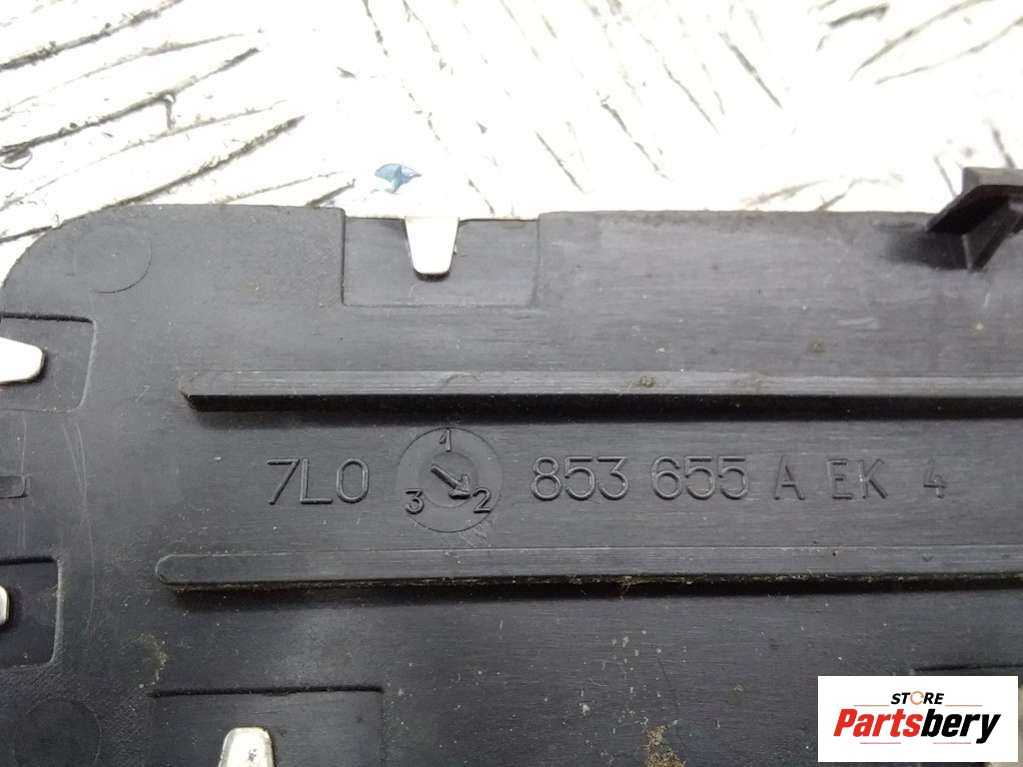 1
7L0 853 655 A EK 4
3 2
STORE
Partsbery